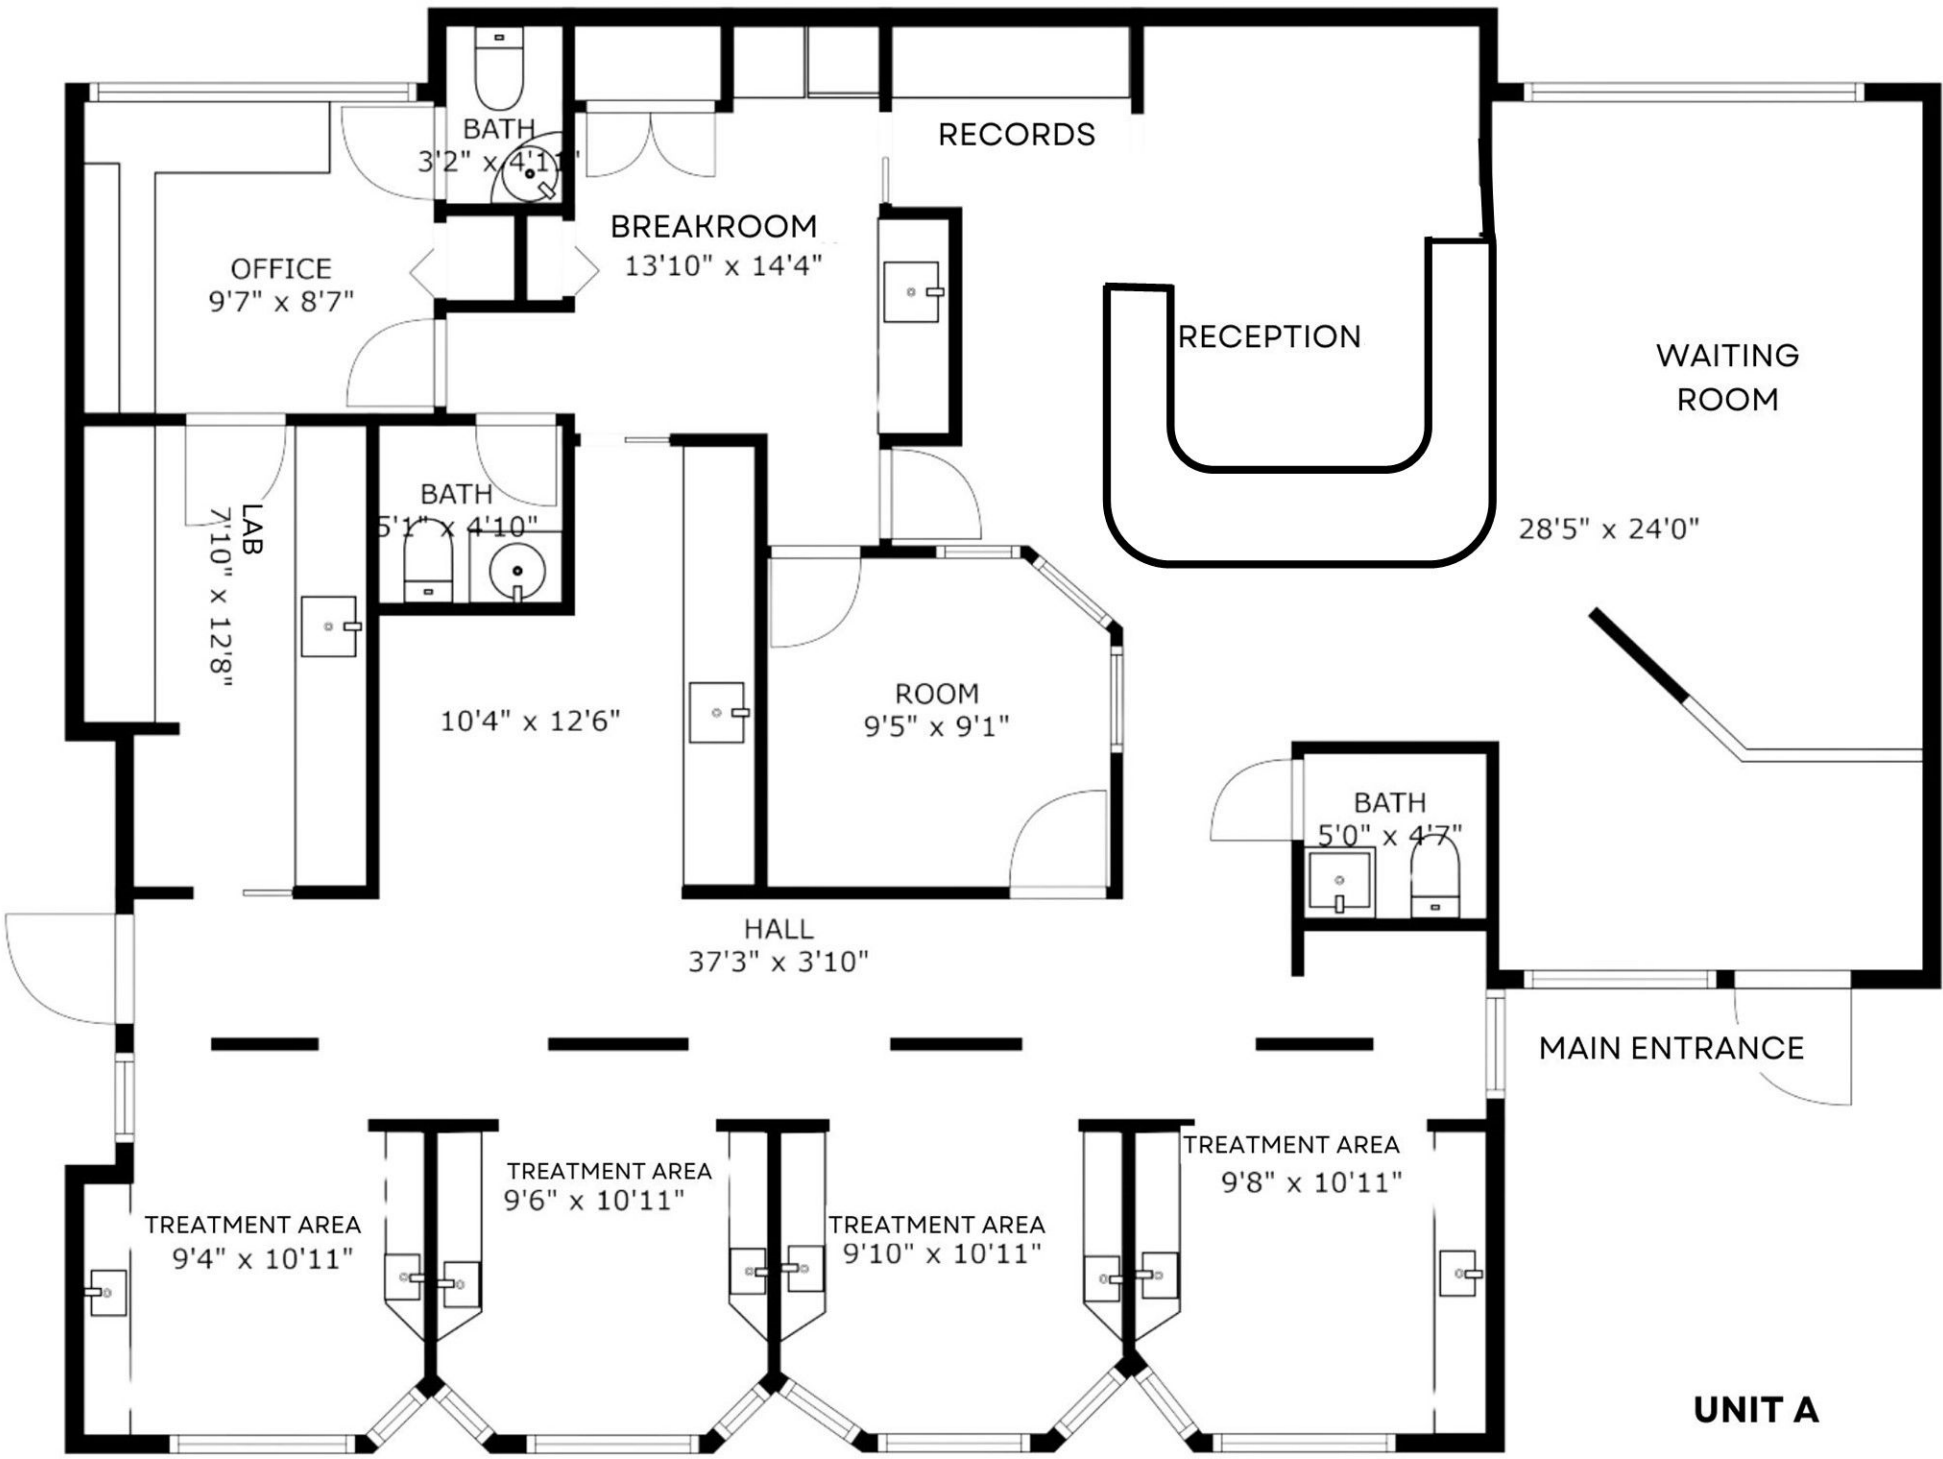 BATH
3'2" x 4'11"
RECORDS
BREAKROOM
13'10" x 14'4"
OFFICE
9'7" x 8'7"
RECEPTION
WAITING
ROOM
28'5" x 24'0"
BATH
5'1" x 4'10"
LAB
7'10" x 12'8"
10'4" x 12'6"
ROOM
9'5" x 9'1"
BATH
5'0" x 4'7"
HALL
37'3" x 3'10"
MAIN ENTRANCE
TREATMENT AREA
9'4" x 10'11"
TREATMENT AREA
9'6" x 10'11"
TREATMENT AREA
9'10" x 10'11"
TREATMENT AREA
9'8" x 10'11"
UNIT A